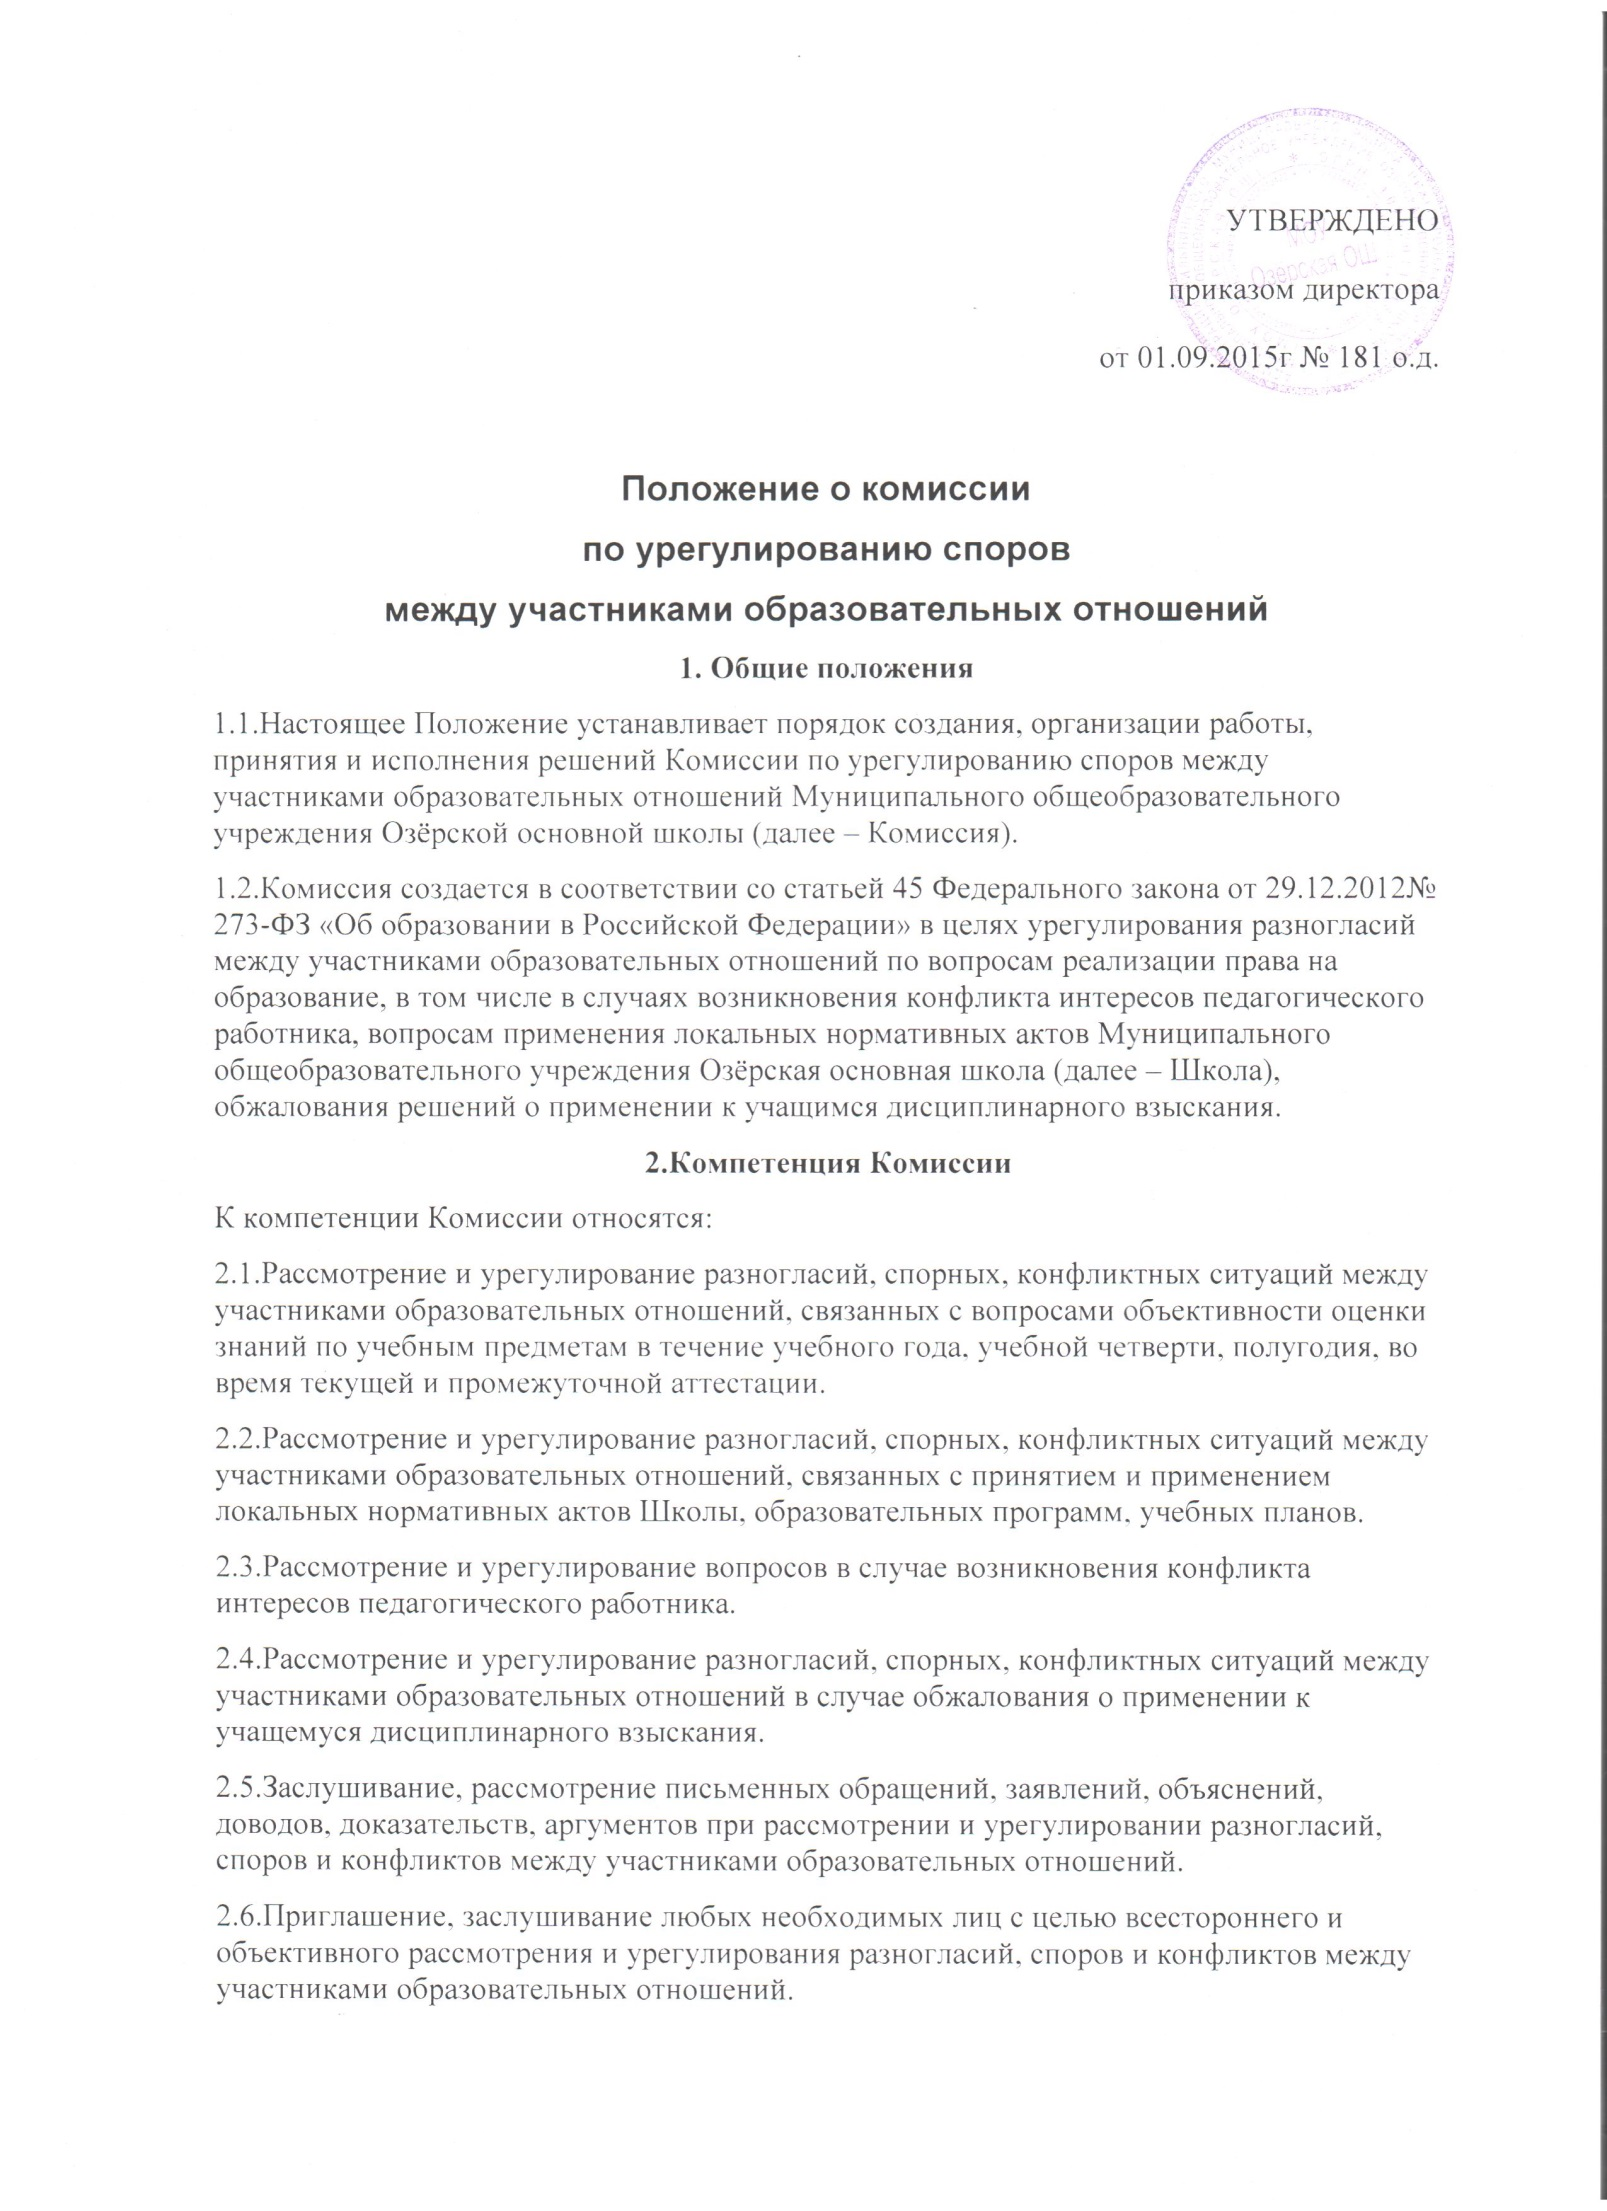 УТВЕРЖДЕНО
МОУ
Озерская ОШ
приказом директора
от 01.09.2015г № 181 о.д.
Положение о комиссии
по урегулированию споров
между участниками образовательных отношений
1. Общие положения
1.1.Настоящее Положение устанавливает порядок создания, организации работы,
принятия и исполнения решений Комиссии по урегулированию споров между
участниками образовательных отношений Муниципального общеобразовательного
учреждения Озёрской основной школы (далее – Комиссия).
1.2.Комиссия создается в соответствии со статьей 45 Федерального закона от 29.12.2012№
273-ФЗ «Об образовании в Российской Федерации» в целях урегулирования разногласий
между участниками образовательных отношений по вопросам реализации права на
образование, в том числе в случаях возникновения конфликта интересов педагогического
работника, вопросам применения локальных нормативных актов Муниципального
общеобразовательного учреждения Озёрская основная школа (далее – Школа),
обжалования решений о применении к учащимся дисциплинарного взыскания.
2.Компетенция Комиссии
К компетенции Комиссии относятся:
2.1.Рассмотрение и урегулирование разногласий, спорных, конфликтных ситуаций между
участниками образовательных отношений, связанных с вопросами объективности оценки
знаний по учебным предметам в течение учебного года, учебной четверти, полугодия, во
время текущей и промежуточной аттестации.
2.2.Рассмотрение и урегулирование разногласий, спорных, конфликтных ситуаций между
участниками образовательных отношений, связанных с принятием и применением
локальных нормативных актов Школы, образовательных программ, учебных планов.
2.3.Рассмотрение и урегулирование вопросов в случае возникновения конфликта
интересов педагогического работника.
2.4.Рассмотрение и урегулирование разногласий, спорных, конфликтных ситуаций между
участниками образовательных отношений в случае обжалования о применении к
учащемуся дисциплинарного взыскания.
2.5.Заслушивание, рассмотрение письменных обращений, заявлений, объяснений,
доводов, доказательств, аргументов при рассмотрении и урегулировании разногласий,
споров и конфликтов между участниками образовательных отношений.
2.6.Приглашение, заслушивание любых необходимых лиц с целью всестороннего и
объективного рассмотрения и урегулирования разногласий, споров и конфликтов между
участниками образовательных отношений.